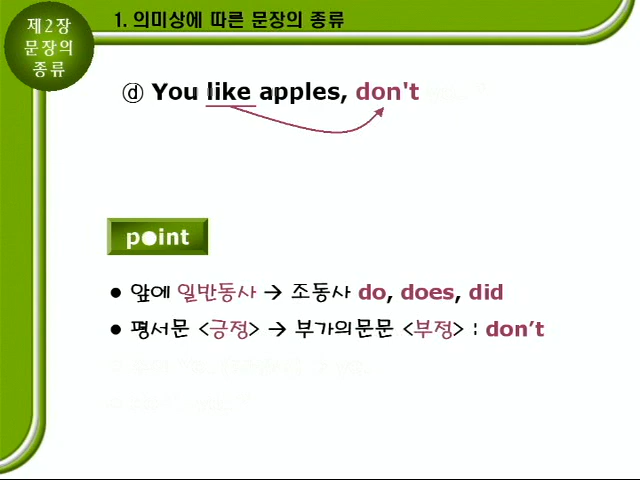 제2장
문장의
종류
1. 의미상에 따른 문장의 종류
ⓓ You like apples, don't
point
● 앞에 일반동사 → 조동사 do, does, did
● 평서문 <긍정> → 부가의문문 <부정> : don’t